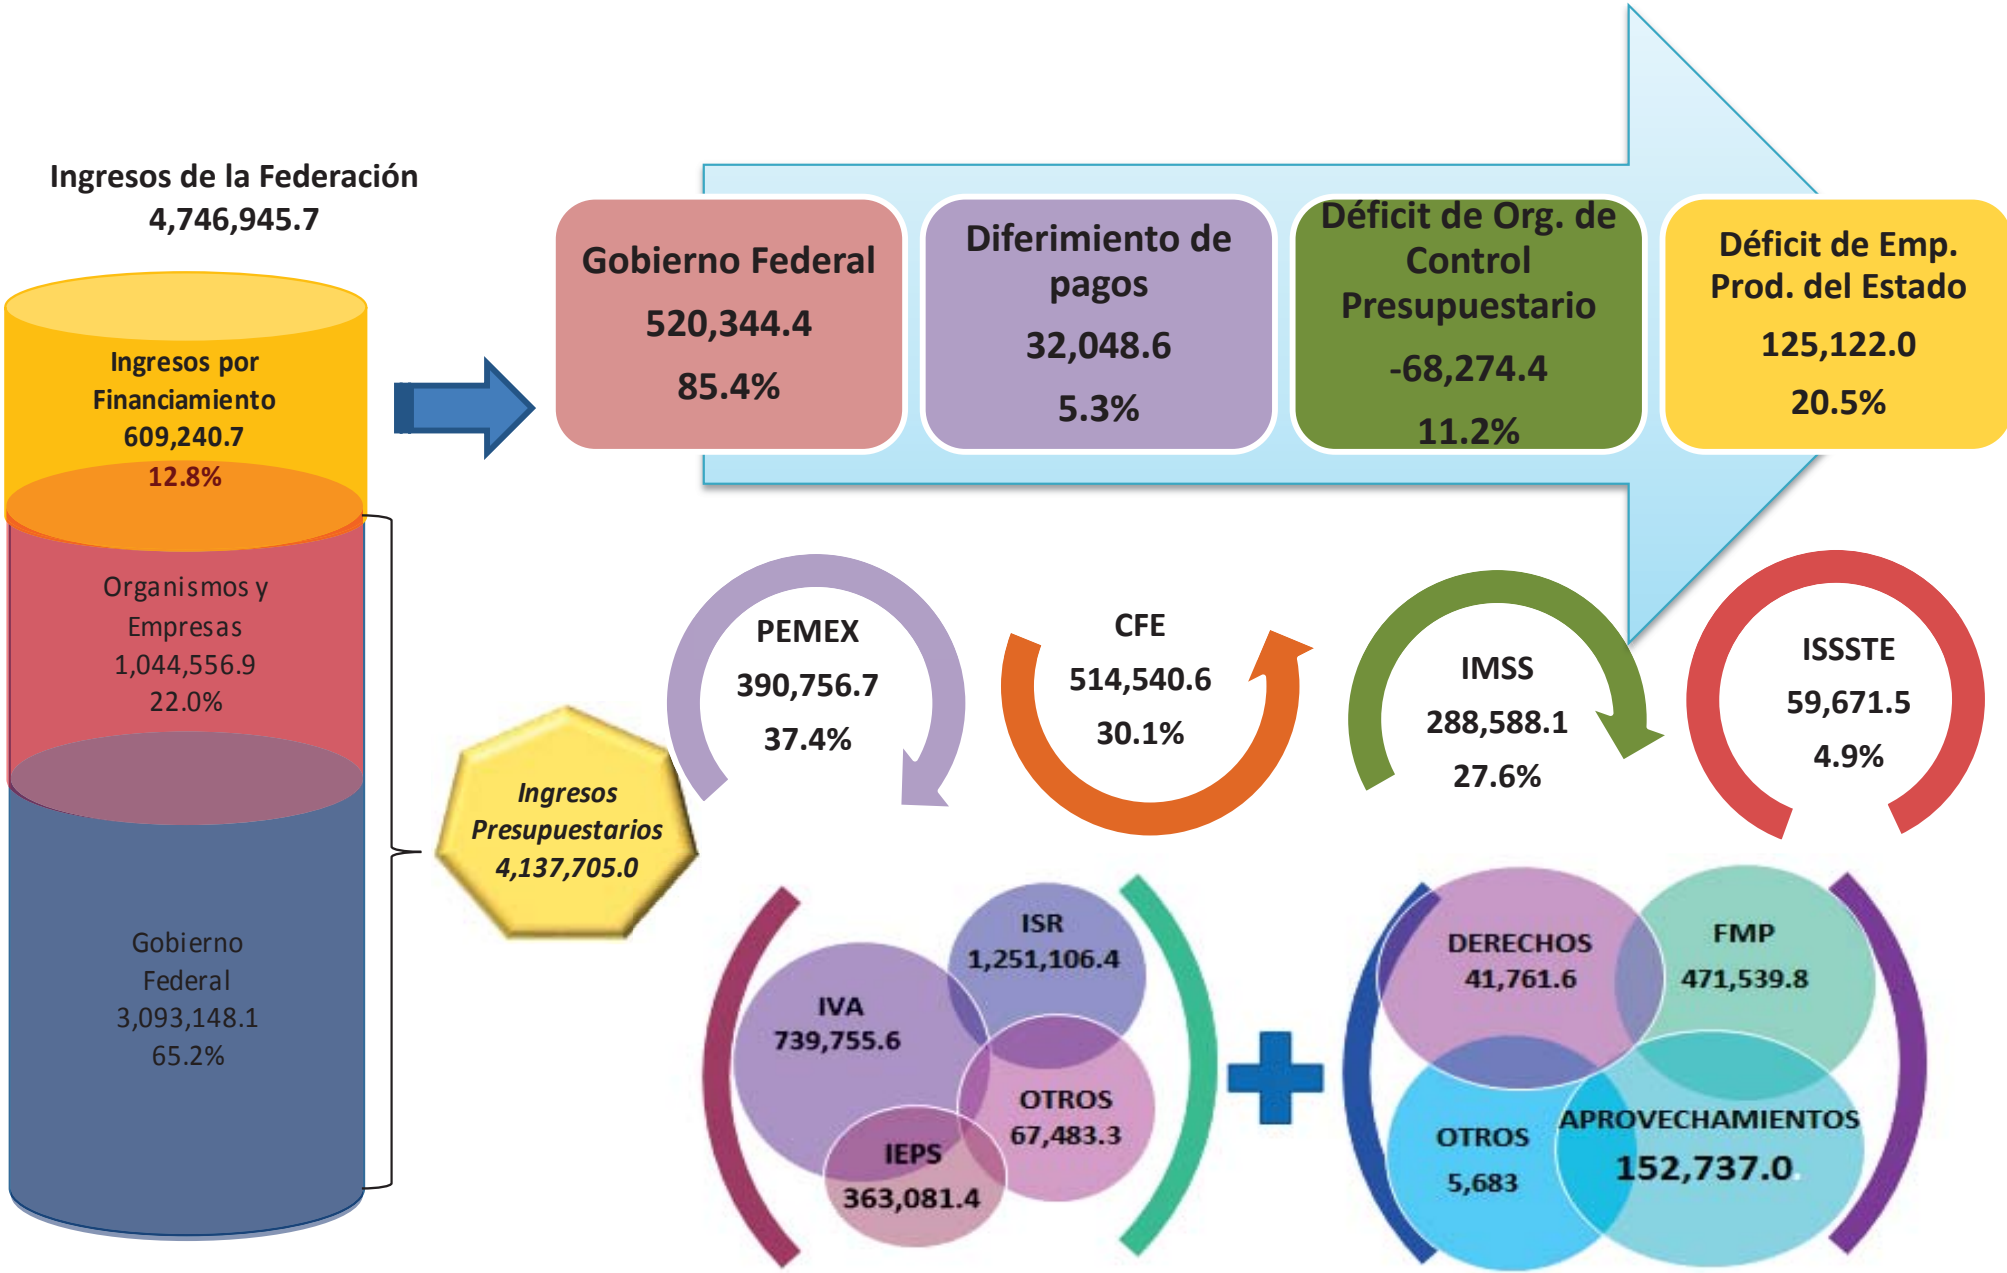 Ingresos de la Federación
4,746,945.7
Ingresos por
Financiamiento
609,240.7
12.8%
Organismos y
Empresas
1,044,556.9
22.0%
Gobierno
Federal
3,093,148.1
65.2%
Gobierno Federal
520,344.4
85.4%
Diferimiento de
pagos
32,048.6
5.3%
Déficit de Org. de
Control
Presupuestario
-68,274.4
11.2%
Déficit de Emp.
Prod. del Estado
125,122.0
20.5%
Ingresos
Presupuestarios
4,137,705.0
PEMEX
390,756.7
37.4%
CFE
514,540.6
30.1%
IMSS
288,588.1
27.6%
ISSSTE
59,671.5
4.9%
ISR
1,251,106.4
IVA
739,755.6
OTROS
67,483.3
IEPS
363,081.4
DERECHOS
41,761.6
FMP
471,539.8
OTROS
5,683
APROVECHAMIENTOS
152,737.0.